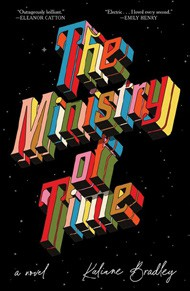 "Outrageously brilliant."
—ELEANOR CATTON
"Electric . . . I loved every second."
—EMILY HENRY
The
Ministry
of
Time
a novel
Kaliane Bradley